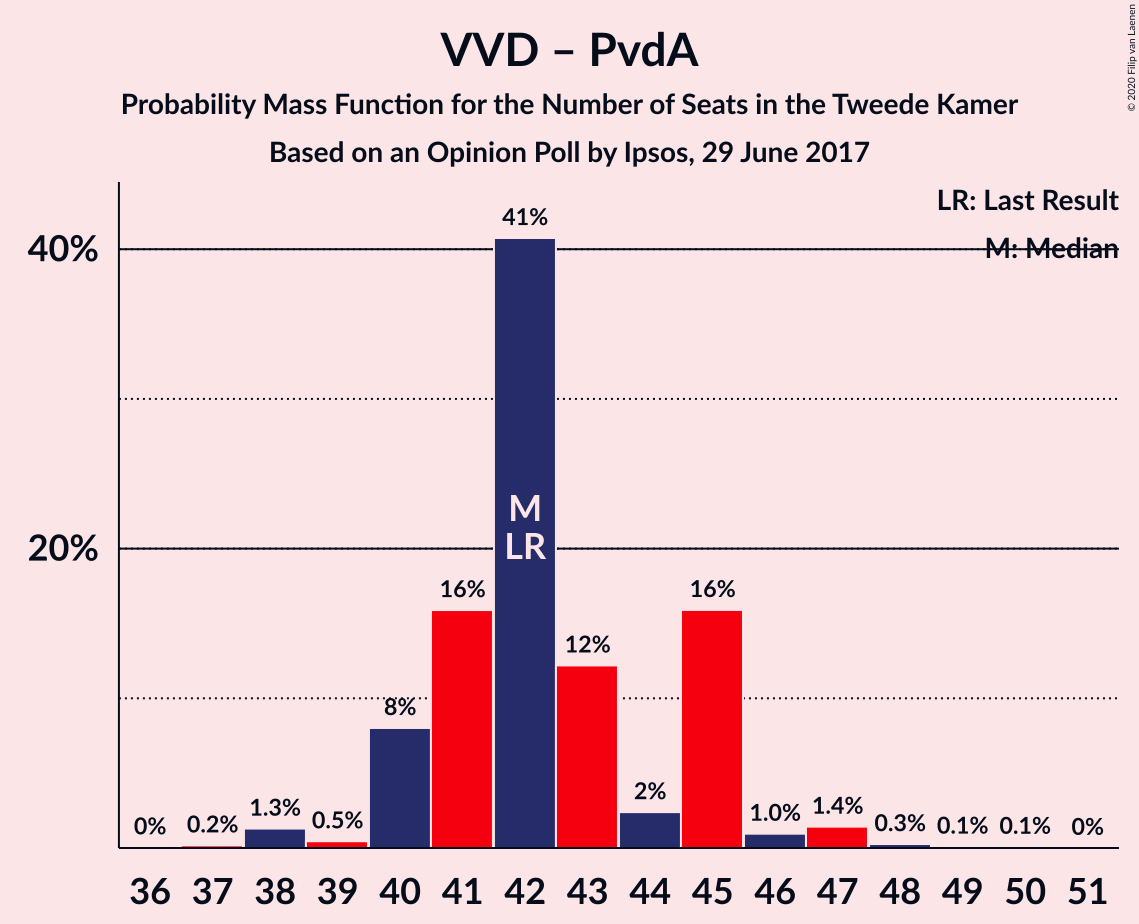 VVD – PvdA
Probability Mass Function for the Number of Seats in the Tweede Kamer
Based on an Opinion Poll by Ipsos, 29 June 2017
© 2020 Filip van Laenen
LR: Last Result
M: Median
40%
20%
0%
0.2%
1.3%
0.5%
8%
16%
41%
12%
2%
16%
1.0%
1.4%
0.3%
0.1%
0.1%
0%
M
LR
36 37 38 39 40 41 42 43 44 45 46 47 48 49 50 51